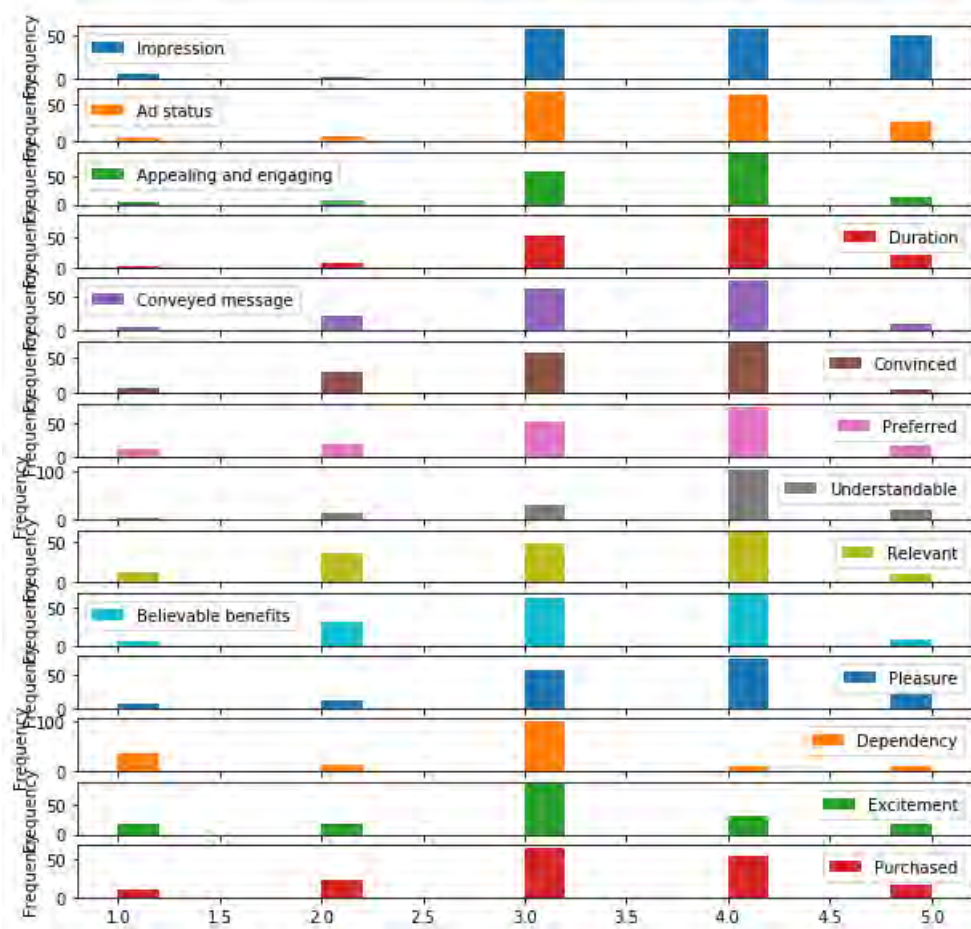 Frequency
50
0
Impression
Frequency
50
0
Ad status
Frequency
50
0
Appealing and engaging
Frequency
50
0
Duration
Frequency
50
0
Conveyed message
Frequency
50
0
Convinced
Frequency
50
0
Preferred
Frequency
100
0
Understandable
Frequency
50
0
Relevant
Frequency
50
0
Believable benefits
Frequency
50
0
Pleasure
Frequency
100
0
Dependency
Frequency
50
0
Excitement
Frequency
50
0
Purchased
1.0 1.5 2.0 2.5 3.0 3.5 4.0 4.5 5.0